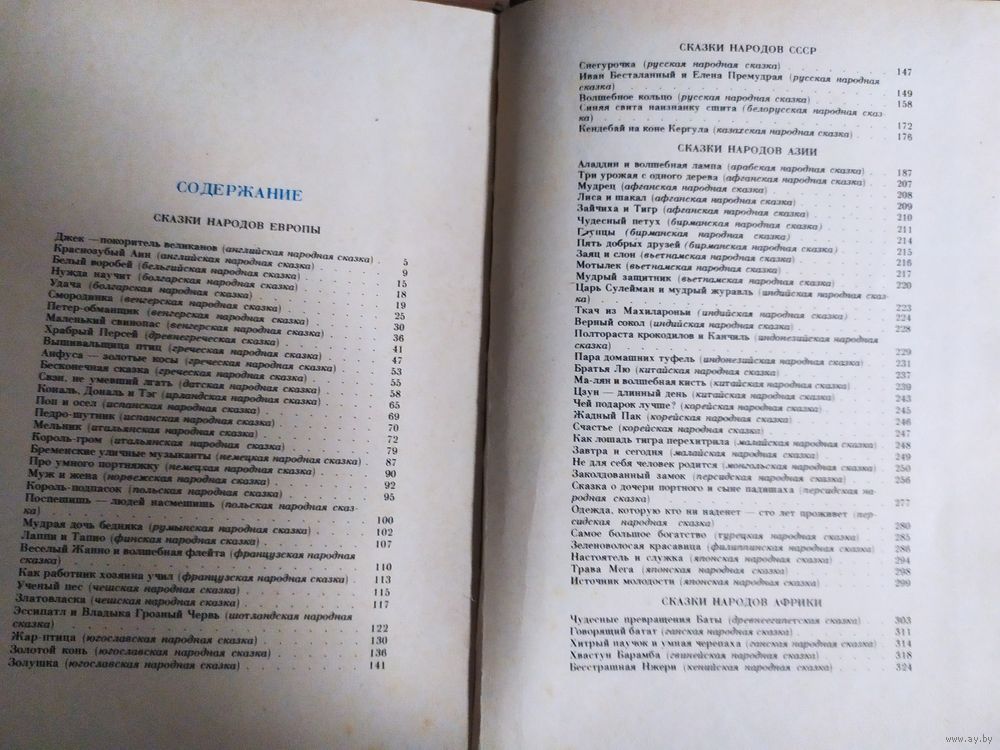 СОДЕРЖАНИЕ
СКАЗКИ НАРОДОВ ЕВРОПЫ
Джек — покоритель великанов (английская народная сказка) . 5
Краснозубый Аин (английская народная сказка) . . . 9
Белый воробей (бельгийская народная сказка) . . . 15
Нужда научит (болгарская народная сказка) . . . 18
Удача (болгарская народная сказка) . . . 19
Смородинка (венгерская народная сказка) . . . 25
Петер-обманщик (венгерская народная сказка) . . . 30
Маленький свинопас (венгерская народная сказка) . . . 36
Храбрый Персей (древнегреческая сказка) . . . 41
Вышивальщица птиц (греческая народная сказка) . . . 47
Анфуса — золотые косы (греческая народная сказка) . . . 53
Бесконечная сказка (греческая народная сказка) . . . 55
Свэн, не умевший лгать (датская народная сказка) . . . 58
Кональ, Дональ и Тэг (ирландская народная сказка) . . . 65
Поп и осел (испанская народная сказка) . . . 69
Педро-шутник (испанская народная сказка) . . . 70
Мельник (итальянская народная сказка) . . . 72
Король-гром (итальянская народная сказка) . . . 79
Бременские уличные музыканты (немецкая народная сказка) . 87
Про умного портняжку (немецкая народная сказка) . . . 90
Муж и жена (норвежская народная сказка) . . . 92
Король-подпасок (польская народная сказка) . . . 95
Поспешишь — людей насмешишь (польская народная сказ-
ка) . . . 100
Мудрая дочь бедняка (румынская народная сказка) . . . 102
Лаппи и Тапио (финская народная сказка) . . . 107
Веселый Жанно и волшебная флейта (французская народная
сказка) . . . 110
Как работник хозяина учил (французская народная сказка) . 113
Ученый пес (чешская народная сказка) . . . 115
Златовласка (чешская народная сказка) . . . 117
Эссипатл и Владыка Грозный Червь (шотландская народная
сказка) . . . 122
Жар-птица (югославская народная сказка) . . . 130
Золотой конь (югославская народная сказка) . . . 136
Золушка (югославская народная сказка) . . . 141
СКАЗКИ НАРОДОВ СССР
Снегурочка (русская народная сказка) . . . 147
Иван Бесталанный и Елена Премудрая (русская народная
сказка) . . . 149
Волшебное кольцо (русская народная сказка) . . . 158
Синяя свита наизнанку сшита (белорусская народная сказ-
ка) . . . 172
Кендебай на коне Кергула (казахская народная сказка) . 176
СКАЗКИ НАРОДОВ АЗИИ
Аладдин и волшебная лампа (арабская народная сказка) . 187
Три урожая с одного дерева (афганская народная сказка) . 207
Мудрец (афганская народная сказка) . . . 208
Лиса и шакал (афганская народная сказка) . . . 209
Зайчиха и Тигр (афганская народная сказка) . . . 210
Чудесный петух (бирманская народная сказка) . . . 211
Глупцы (бирманская народная сказка) . . . 214
Пять добрых друзей (бирманская народная сказка) . . . 215
Заяц и слон (вьетнамская народная сказка) . . . 216
Мотылек (вьетнамская народная сказка) . . . 217
Мудрый защитник (вьетнамская народная сказка) . . . 220
Царь Сулейман и мудрый журавль (индийская народная сказ-
ка) . . . 223
Ткач из Махилароньи (индийская народная сказка) . . . 224
Верный сокол (индийская народная сказка) . . . 228
Полтораста крокодилов и Канчиль (индонезийская народная
сказка) . . . 229
Пара домашних туфель (индонезийская народная сказка) . 231
Братья Лю (китайская народная сказка) . . . 237
Ма-лян и волшебная кисть (китайская народная сказка) . 239
Цзун — длинный день (китайская народная сказка) . . . 243
Чей подарок лучше? (корейская народная сказка) . . . 245
Жадный Пак (корейская народная сказка) . . . 246
Счастье (корейская народная сказка) . . . 247
Как лошадь тигра перехитрила (малайская народная сказка) . 248
Завтра и сегодня (малайская народная сказка) . . . 249
Не для себя человек родится (монгольская народная сказка) . 250
Заколдованный замок (персидская народная сказка) . . . 256
Сказка о дочери портного и сыне падишаха (персидская на-
родная сказка) . . . 277
Одежда, которую кто ни наденет — сто лет проживет (пер-
сидская народная сказка) . . . 280
Самое большое богатство (турецкая народная сказка) . . . 285
Зеленоволосая красавица (филиппинская народная сказка) . 286
Настоятель и служка (японская народная сказка) . . . 294
Трава Мега (японская народная сказка) . . . 298
Источник молодости (японская народная сказка) . . . 299
СКАЗКИ НАРОДОВ АФРИКИ
Чудесные превращения Баты (древнеегипетская сказка) . . . 303
Говорящий батат (ганская народная сказка) . . . 311
Хитрый паучок и умная черепаха (ганская народная сказка) . 314
Хвастун Барамба (гвинейская народная сказка) . . . 318
Бесстрашная Нжери (кенийская народная сказка) . . . 324
www.ay.by